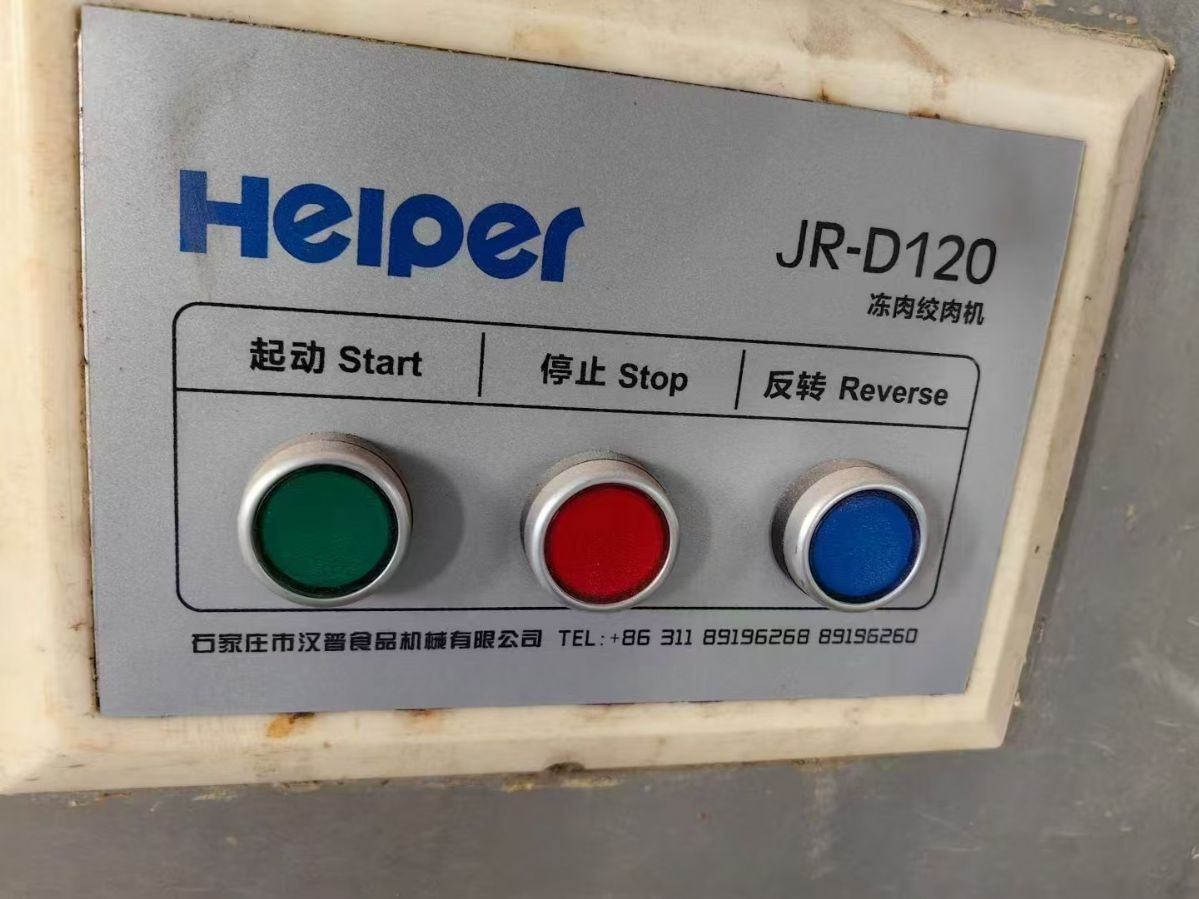 Helper
JR-D120
冻肉绞肉机
起动 Start
停止 Stop
反转 Reverse
石家庄市汉普食品机械有限公司 TEL:+86 311 89196268 89196260